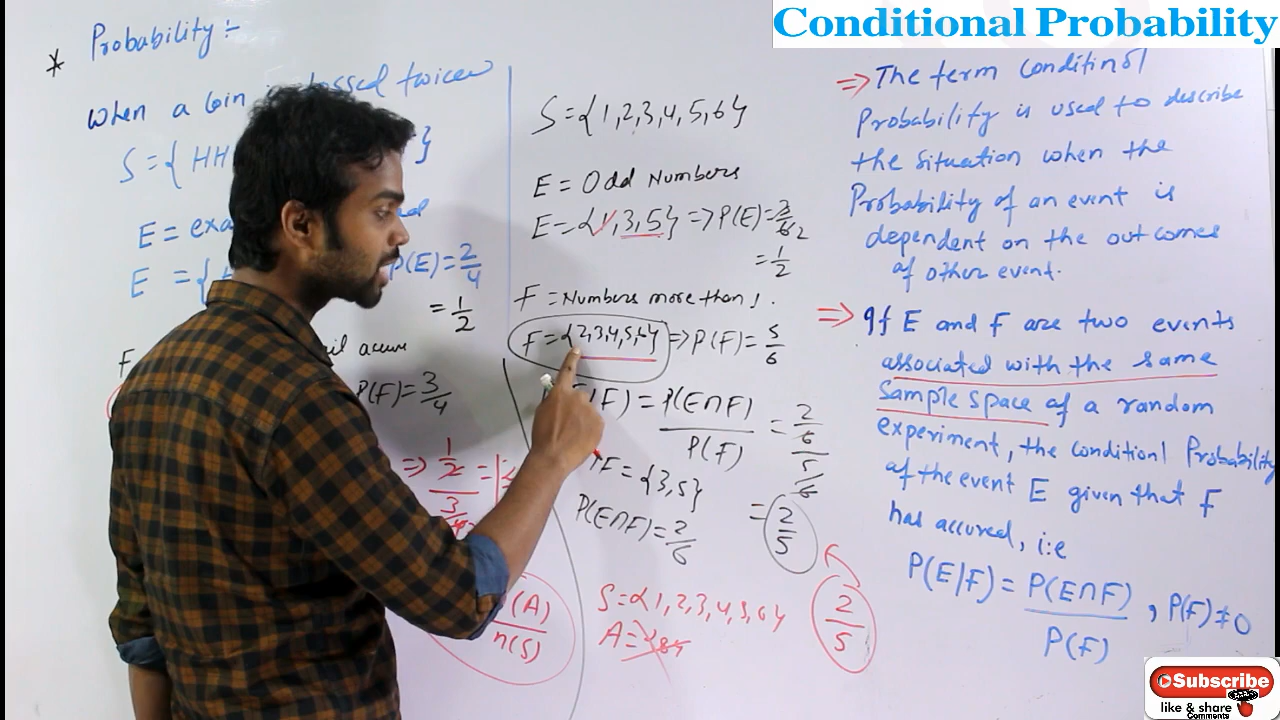 Conditional Probability
* Probability :-
When a Coin tossed twice
S = { HH }
E = exa
E = { P(E) = 2/4
= 1/2
F
P(F) = 3/4
n(S)
S = {1, 2, 3, 4, 5, 6}
E = Odd Numbers
E = {1, 3, 5} => P(E) = 3/6
= 1/2
F = Numbers more than 1.
F = {2, 3, 4, 5, 6} => P(F) = 5/6
F) = P(E∩F) / P(F) = 2/6 / 5/6
F = {3, 5}
= 2/5
P(E∩F) = 2/6
S = {1, 2, 3, 4, 5, 6}
A =
2/5
=> The term conditinol
Probability is used to describe
the situation when the
Probability of an event is
dependent on the outcomes
of other event.
=> If E and F are two events
associated with the same
Sample space of a random
experiment, the conditional Probability
of the event E given that F
has accured, i:e
P(E|F) = P(E∩F) / P(F) , P(F) ≠ 0
Subscribe
like & share
Comments